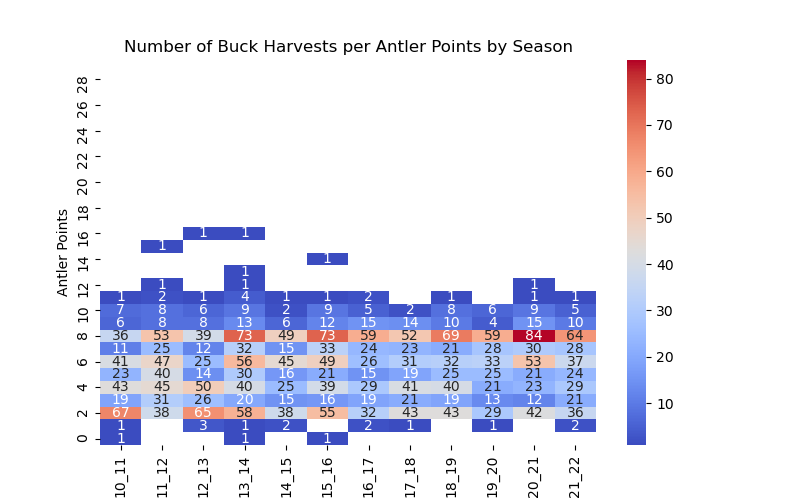 Number of Buck Harvests per Antler Points by Season
Antler Points
28
26
24
22
20
18
16 1 1
1
14 1
1
12 1 1 1
1 2 1 4 1 1 2 1 1 1
10 7 8 6 9 2 9 5 2 8 6 9 5
6 8 8 13 6 12 15 14 10 4 15 10
8 36 53 39 73 49 73 59 52 69 59 84 64
11 25 12 32 15 33 24 23 21 28 30 28
6 41 47 25 56 45 49 26 31 32 33 53 37
23 40 14 30 16 21 15 19 25 25 21 24
4 43 45 50 40 25 39 29 41 40 21 23 29
19 31 26 20 15 16 19 21 19 13 12 21
2 67 38 65 58 38 55 32 43 43 29 42 36
1 3 1 2 2 1 1 2
0 1 1 1
10_11 11_12 12_13 13_14 14_15 15_16 16_17 17_18 18_19 19_20 20_21 21_22
80
70
60
50
40
30
20
10